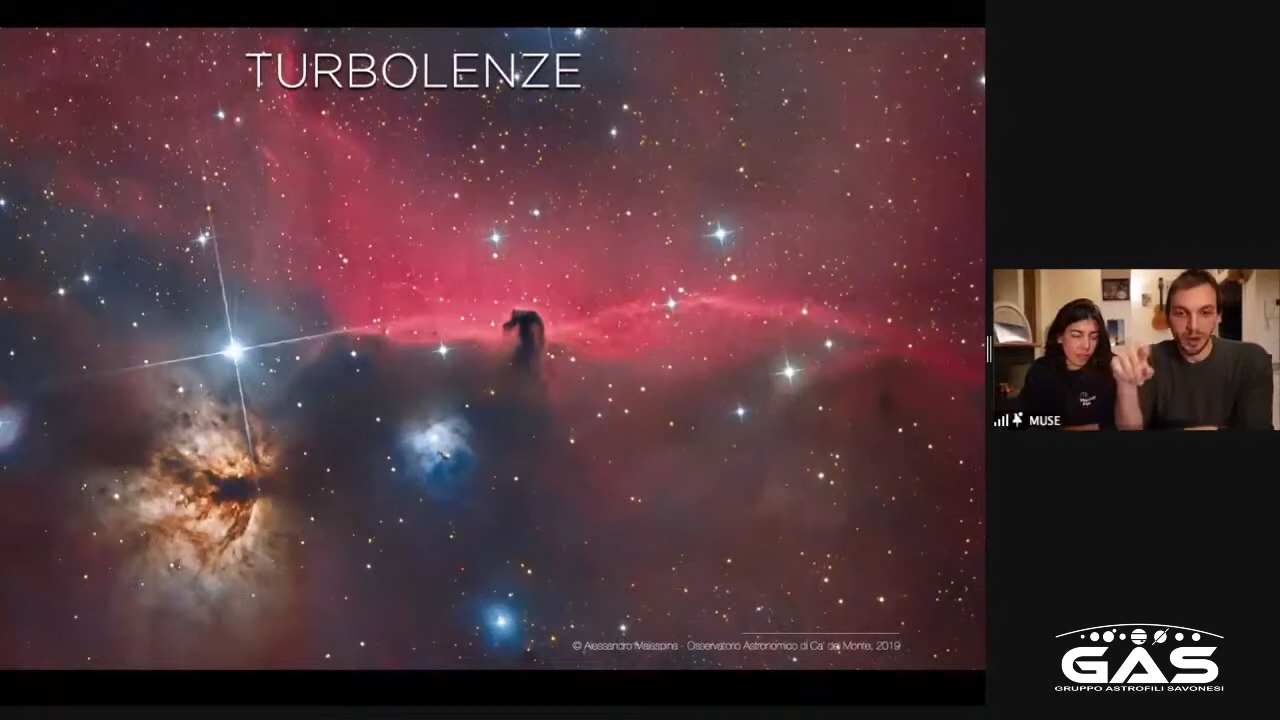 TURBOLENZE
© Alessandro Malaspina - Osservatorio Astronomico di Ca' del Monte, 2019
MUSE
GAS
GRUPPO ASTROFILI SAVONESI